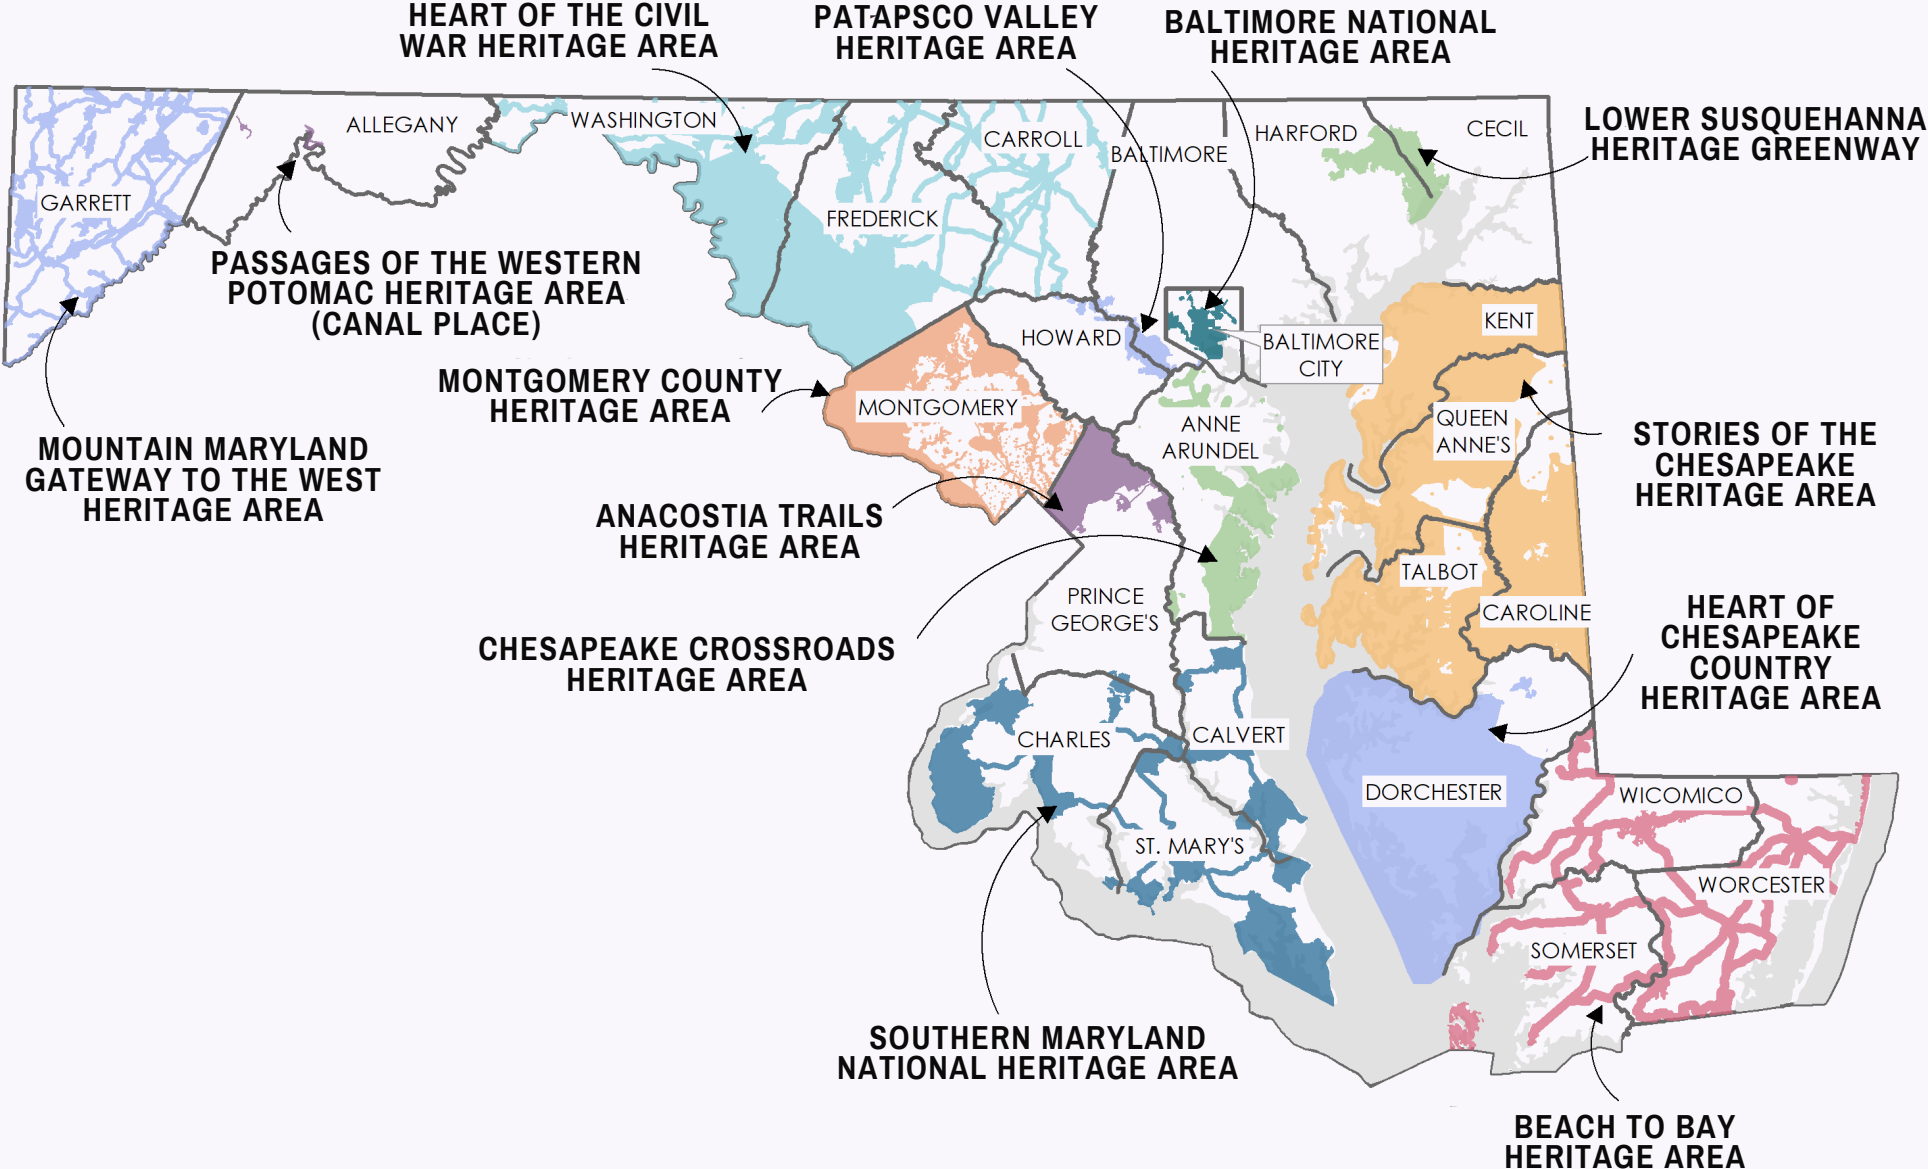 HEART OF THE CIVIL
WAR HERITAGE AREA
PATAPSCO VALLEY
HERITAGE AREA
BALTIMORE NATIONAL
HERITAGE AREA
LOWER SUSQUEHANNA
HERITAGE GREENWAY
ALLEGANY
WASHINGTON
CARROLL
BALTIMORE
HARFORD
CECIL
GARRETT
FREDERICK
PASSAGES OF THE WESTERN
POTOMAC HERITAGE AREA
(CANAL PLACE)
HOWARD
BALTIMORE
CITY
KENT
MONTGOMERY COUNTY
HERITAGE AREA
MONTGOMERY
ANNE
ARUNDEL
QUEEN
ANNE'S
STORIES OF THE
CHESAPEAKE
HERITAGE AREA
MOUNTAIN MARYLAND
GATEWAY TO THE WEST
HERITAGE AREA
ANACOSTIA TRAILS
HERITAGE AREA
TALBOT
CAROLINE
PRINCE
GEORGE'S
HEART OF
CHESAPEAKE
COUNTRY
HERITAGE AREA
CHESAPEAKE CROSSROADS
HERITAGE AREA
CHARLES
CALVERT
DORCHESTER
WICOMICO
ST. MARY'S
WORCESTER
SOMERSET
SOUTHERN MARYLAND
NATIONAL HERITAGE AREA
BEACH TO BAY
HERITAGE AREA